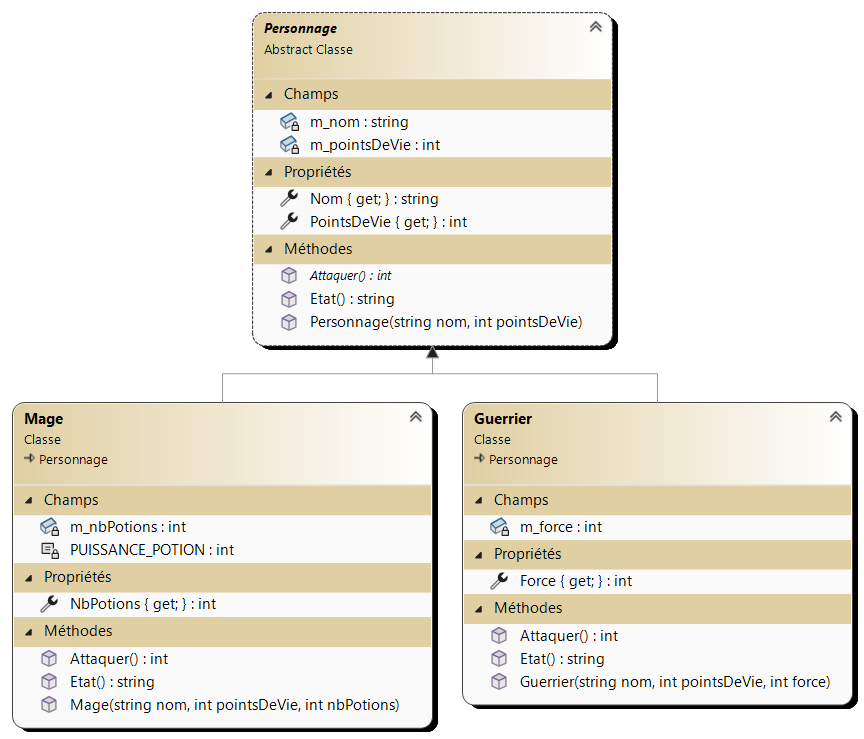 Personnage
Abstract Classe
Champs
m_nom : string
m_pointsDeVie : int
Propriétés
Nom { get; } : string
PointsDeVie { get; } : int
Méthodes
Attaquer() : int
Etat() : string
Personnage(string nom, int pointsDeVie)
Mage
Classe
Personnage
Champs
m_nbPotions : int
PUISSANCE_POTION : int
Propriétés
NbPotions { get; } : int
Méthodes
Attaquer() : int
Etat() : string
Mage(string nom, int pointsDeVie, int nbPotions)
Guerrier
Classe
Personnage
Champs
m_force : int
Propriétés
Force { get; } : int
Méthodes
Attaquer() : int
Etat() : string
Guerrier(string nom, int pointsDeVie, int force)